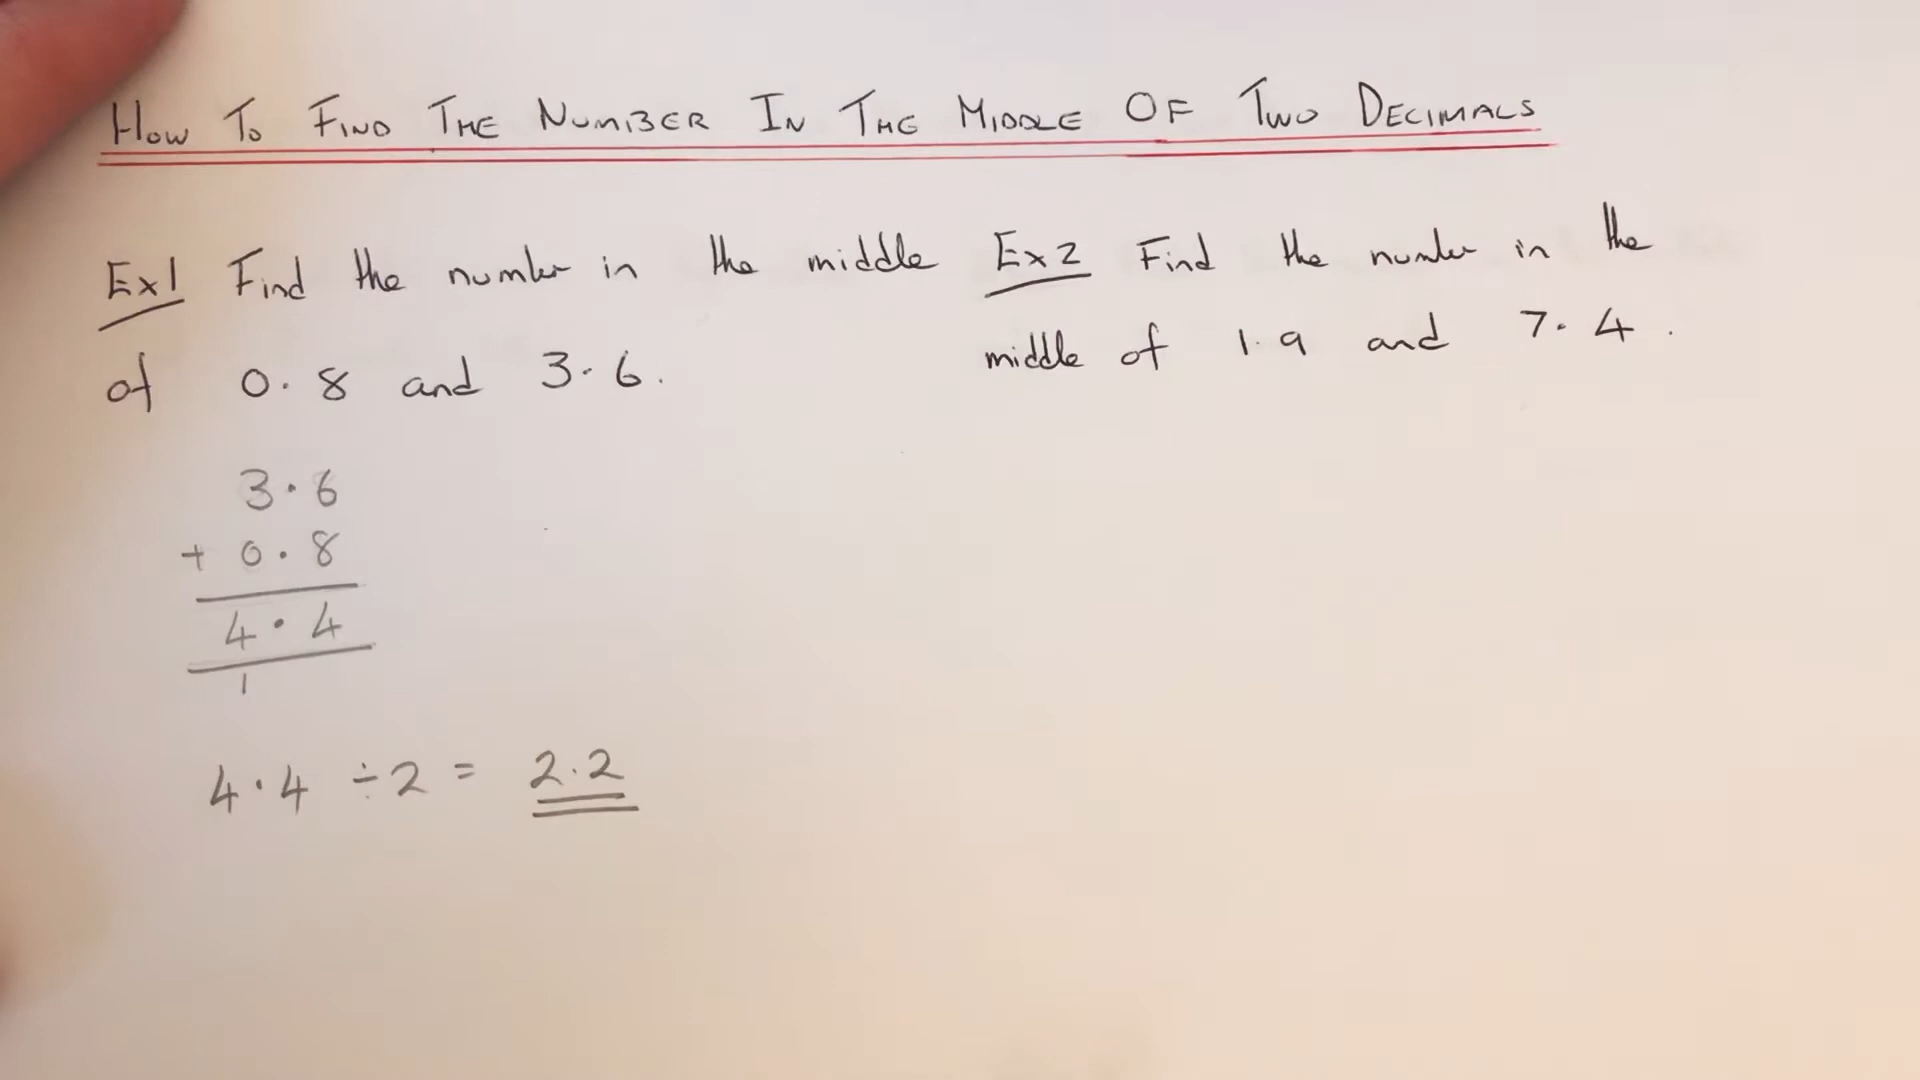 HOW TO FIND THE NUMBER IN THE MIDDLE OF TWO DECIMALS
Ex1 Find the number in the middle
of 0.8 and 3.6.
3.6
+ 0.8
4.4
1
4.4 ÷2 = 2.2
Ex2 Find the number in the
middle of 1.9 and 7.4.